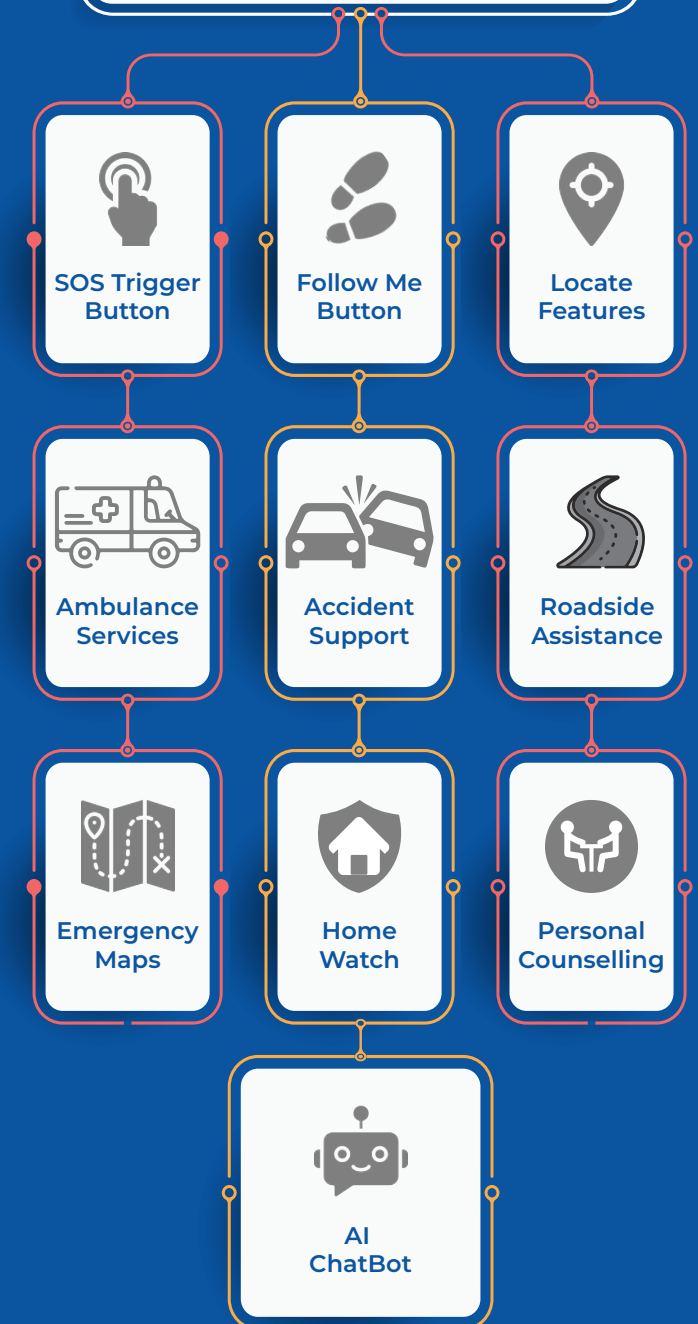 SOS Trigger
Button
Follow Me
Button
Locate
Features
Ambulance
Services
Accident
Support
Roadside
Assistance
Emergency
Maps
Home
Watch
Personal
Counselling
AI
ChatBot